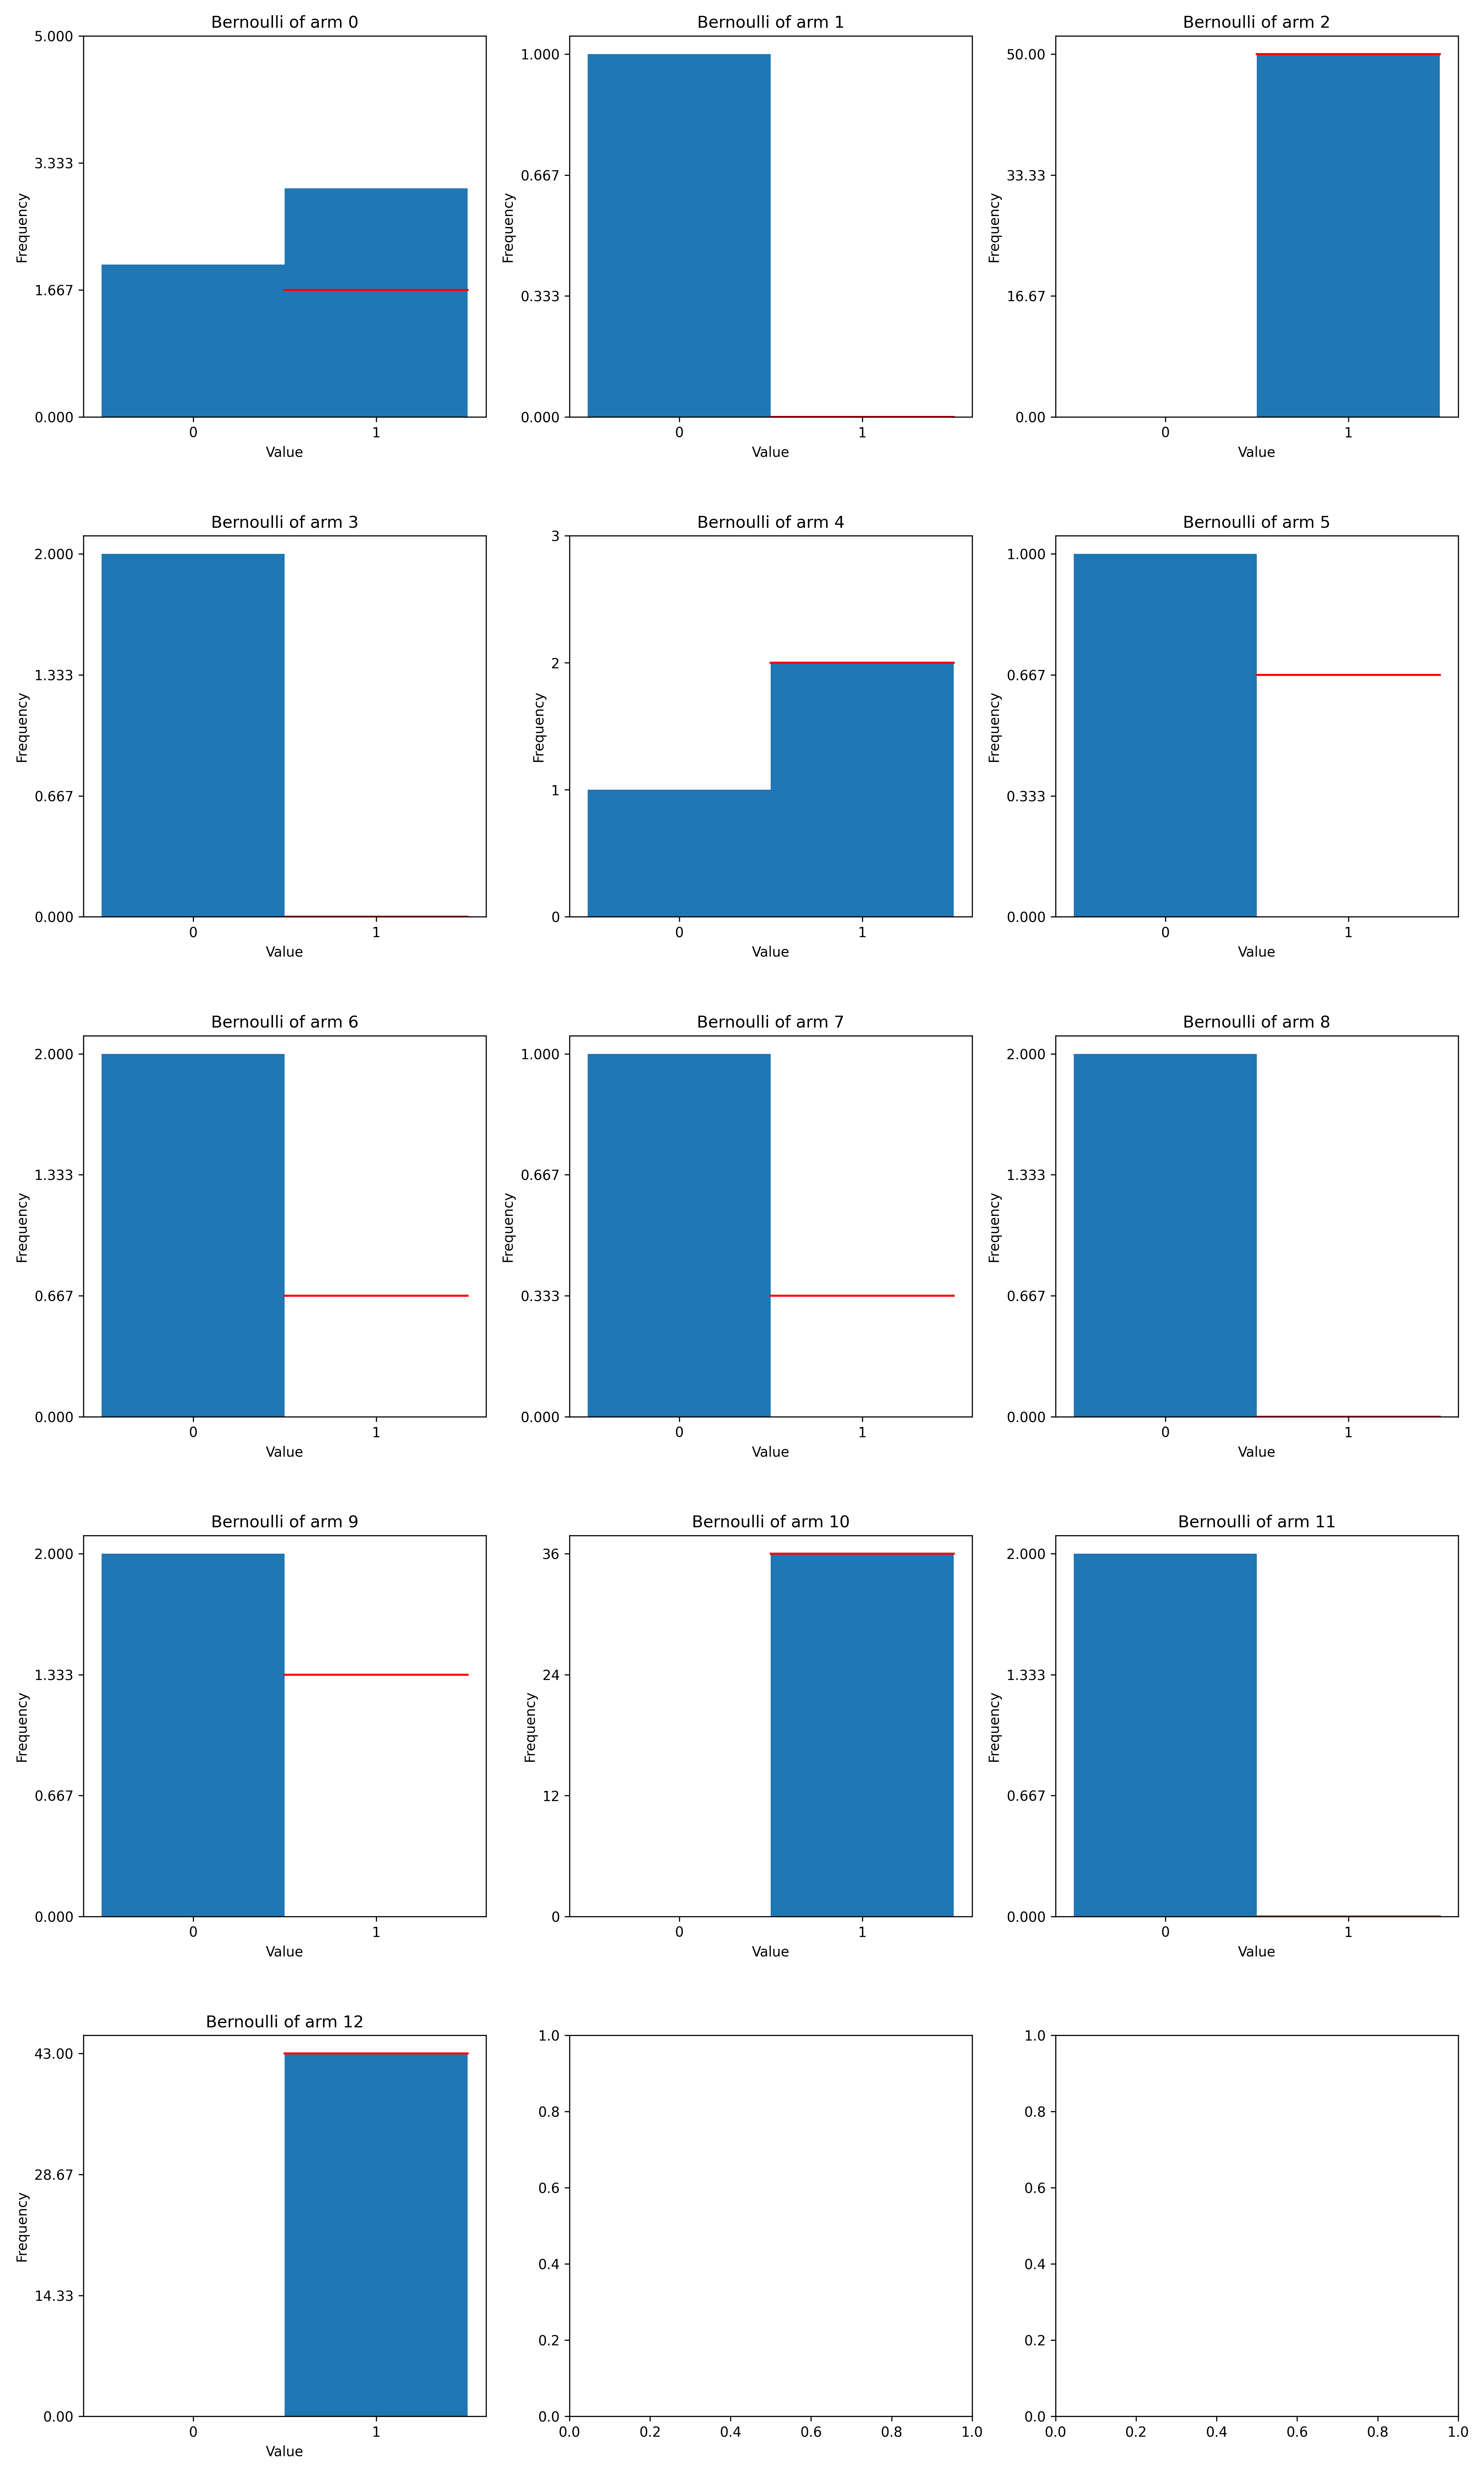 Bernoulli of arm 0
5.000
3.333
1.667
0.000
Frequency
0 1
Value
Bernoulli of arm 1
1.000
0.667
0.333
0.000
Frequency
0 1
Value
Bernoulli of arm 2
50.00
33.33
16.67
0.00
Frequency
0 1
Value
Bernoulli of arm 3
2.000
1.333
0.667
0.000
Frequency
0 1
Value
Bernoulli of arm 4
3
2
1
0
Frequency
0 1
Value
Bernoulli of arm 5
1.000
0.667
0.333
0.000
Frequency
0 1
Value
Bernoulli of arm 6
2.000
1.333
0.667
0.000
Frequency
0 1
Value
Bernoulli of arm 7
1.000
0.667
0.333
0.000
Frequency
0 1
Value
Bernoulli of arm 8
2.000
1.333
0.667
0.000
Frequency
0 1
Value
Bernoulli of arm 9
2.000
1.333
0.667
0.000
Frequency
0 1
Value
Bernoulli of arm 10
36
24
12
0
Frequency
0 1
Value
Bernoulli of arm 11
2.000
1.333
0.667
0.000
Frequency
0 1
Value
Bernoulli of arm 12
43.00
28.67
14.33
0.00
Frequency
0 1
Value
1.0
0.8
0.6
0.4
0.2
0.0
0.0 0.2 0.4 0.6 0.8 1.0
1.0
0.8
0.6
0.4
0.2
0.0
0.0 0.2 0.4 0.6 0.8 1.0